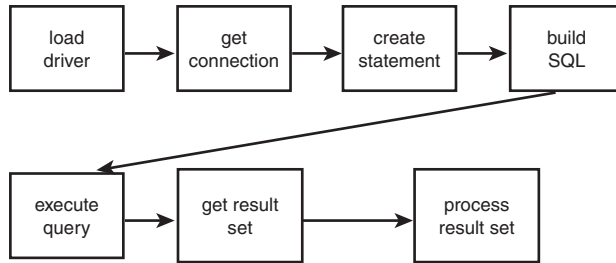 load
driver
get
connection
create
statement
build
SQL
execute
query
get result
set
process
result set